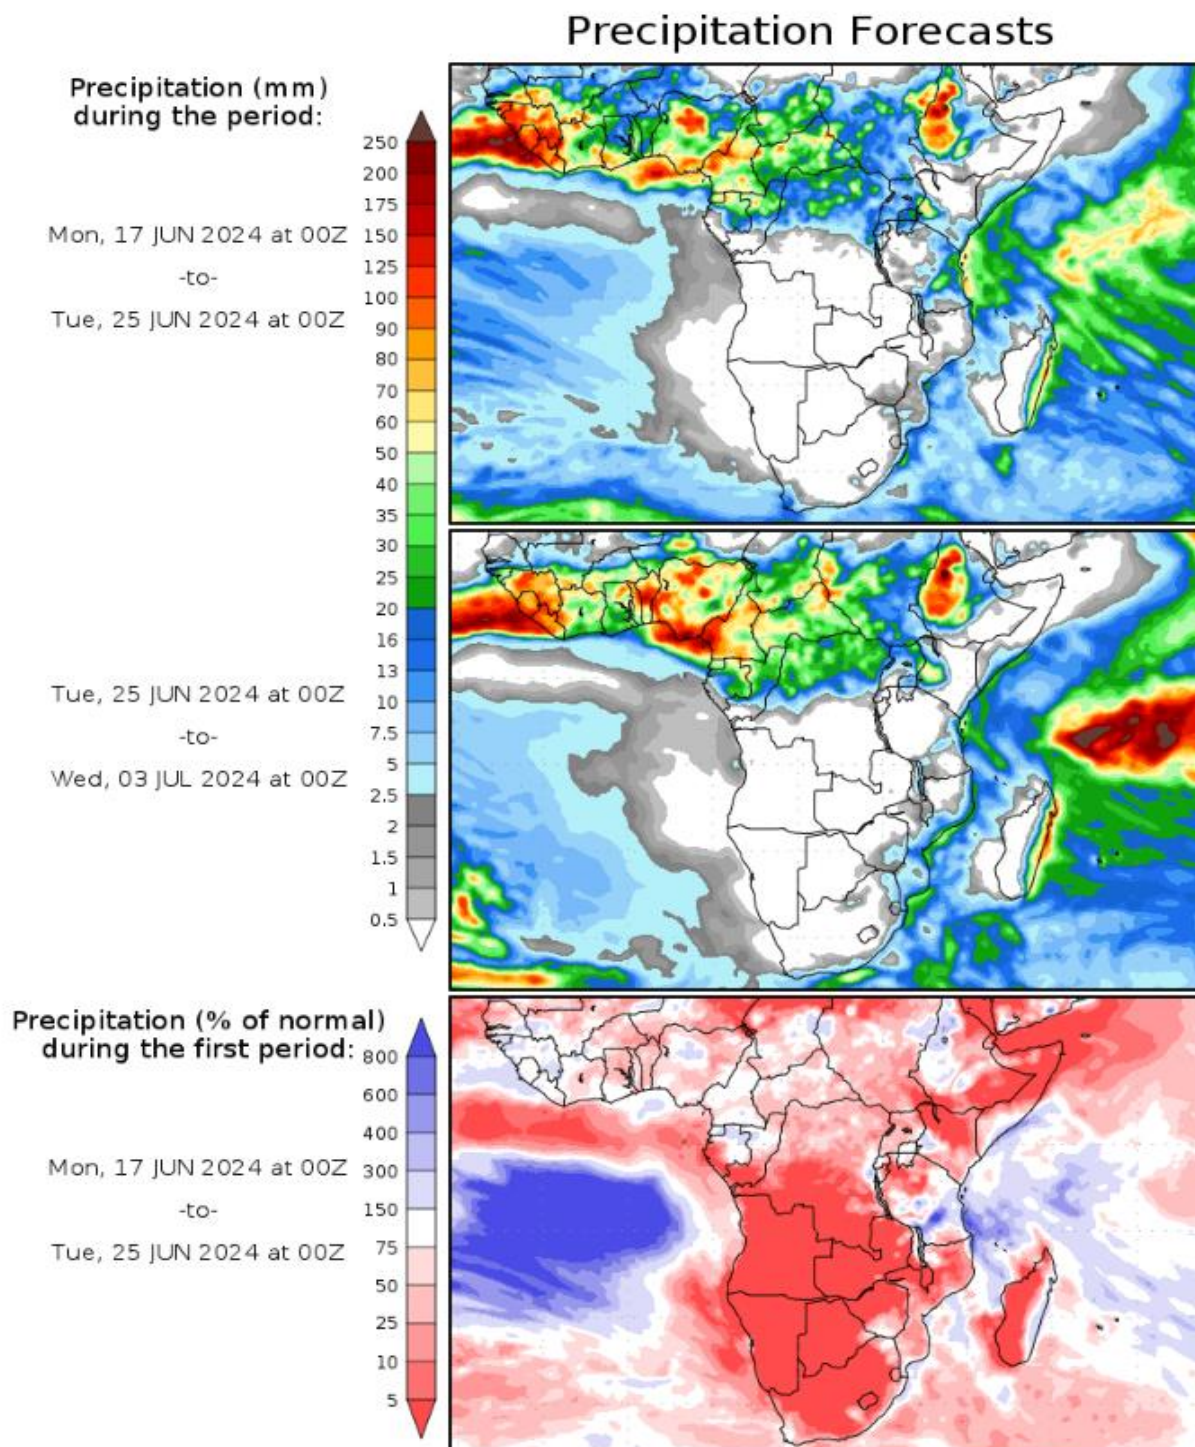 Precipitation Forecasts
Precipitation (mm)
during the period:
250
200
175
150
125
100
90
80
70
60
50
40
35
30
25
20
16
13
10
7.5
5
2.5
2
1.5
1
0.5
Mon, 17 JUN 2024 at 00Z
-to-
Tue, 25 JUN 2024 at 00Z
Tue, 25 JUN 2024 at 00Z
-to-
Wed, 03 JUL 2024 at 00Z
Precipitation (% of normal)
during the first period:
800
600
400
300
150
75
50
25
10
5
Mon, 17 JUN 2024 at 00Z
-to-
Tue, 25 JUN 2024 at 00Z